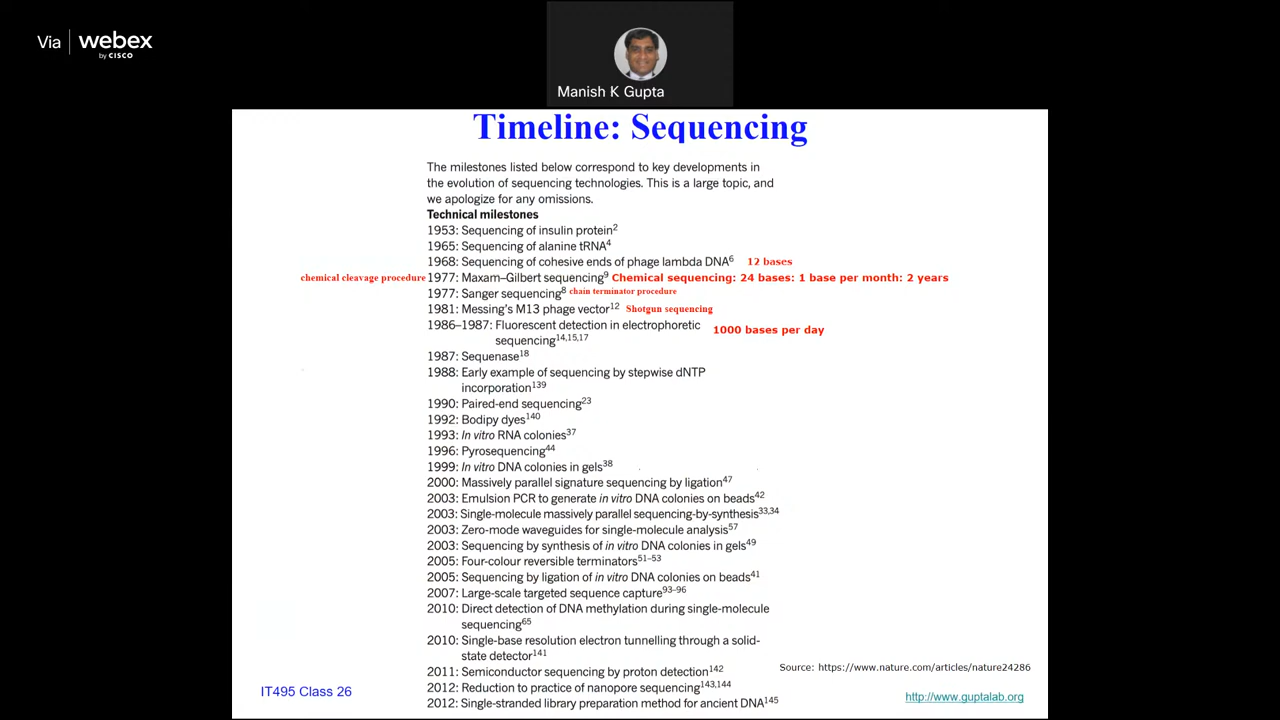 Via webex
by CISCO
Manish K Gupta
Timeline: Sequencing
The milestones listed below correspond to key developments in
the evolution of sequencing technologies. This is a large topic, and
we apologize for any omissions.
Technical milestones
1953: Sequencing of insulin protein2
1965: Sequencing of alanine tRNA4
1968: Sequencing of cohesive ends of phage lambda DNA6 12 bases
chemical cleavage procedure 1977: Maxam–Gilbert sequencing9 Chemical sequencing: 24 bases: 1 base per month: 2 years
1977: Sanger sequencing8 chain terminator procedure
1981: Messing's M13 phage vector12 Shotgun sequencing
1986–1987: Fluorescent detection in electrophoretic 1000 bases per day
sequencing14,15,17
1987: Sequenase18
1988: Early example of sequencing by stepwise dNTP
incorporation139
1990: Paired-end sequencing23
1992: Bodipy dyes140
1993: In vitro RNA colonies37
1996: Pyrosequencing44
1999: In vitro DNA colonies in gels38
2000: Massively parallel signature sequencing by ligation47
2003: Emulsion PCR to generate in vitro DNA colonies on beads42
2003: Single-molecule massively parallel sequencing-by-synthesis33,34
2003: Zero-mode waveguides for single-molecule analysis57
2003: Sequencing by synthesis of in vitro DNA colonies in gels49
2005: Four-colour reversible terminators51–53
2005: Sequencing by ligation of in vitro DNA colonies on beads41
2007: Large-scale targeted sequence capture93–96
2010: Direct detection of DNA methylation during single-molecule
sequencing65
2010: Single-base resolution electron tunnelling through a solid-
state detector141
2011: Semiconductor sequencing by proton detection142
2012: Reduction to practice of nanopore sequencing143,144
2012: Single-stranded library preparation method for ancient DNA145
Source: https://www.nature.com/articles/nature24286
IT495 Class 26
http://www.guptalab.org